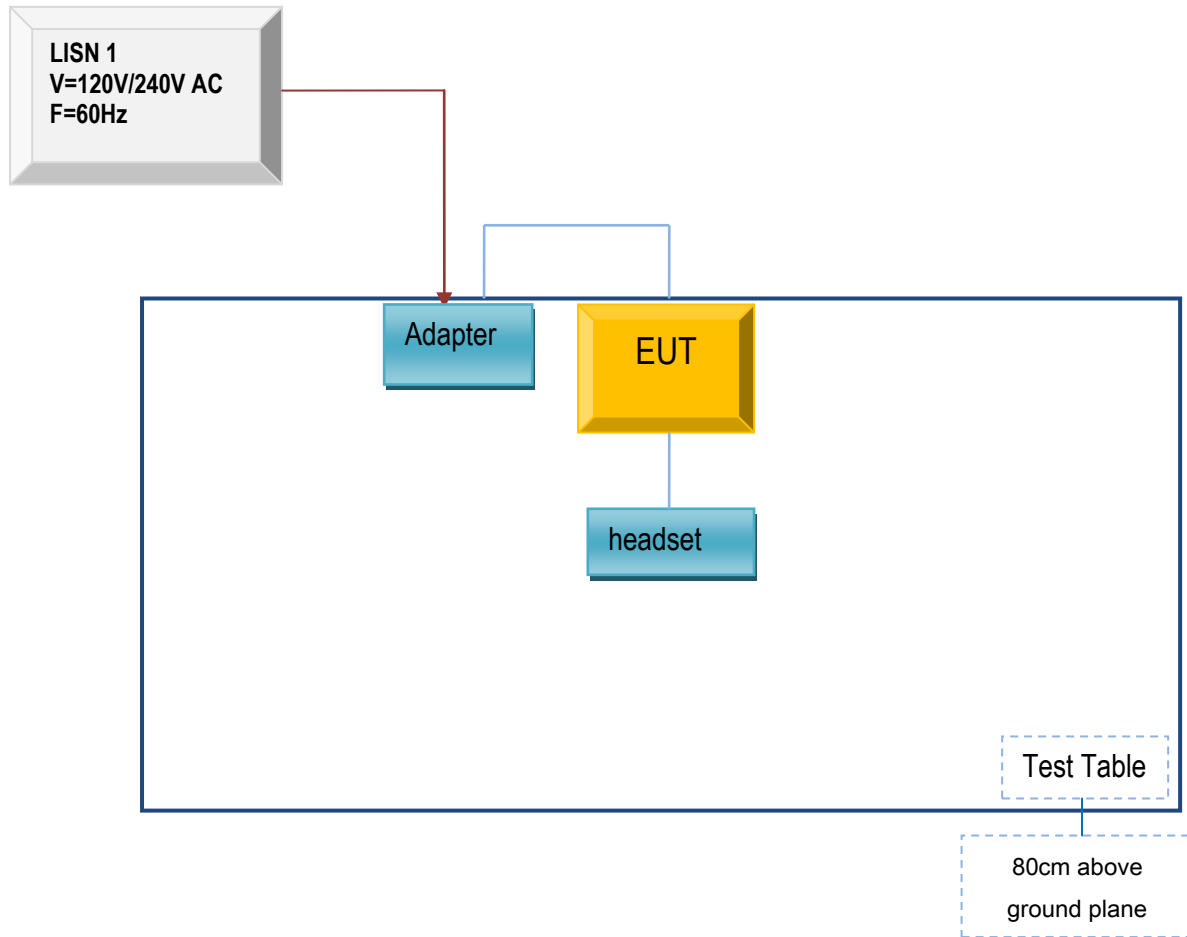 LISN 1
V=120V/240V AC
F=60Hz
Adapter
EUT
headset
Test Table
80cm above
ground plane